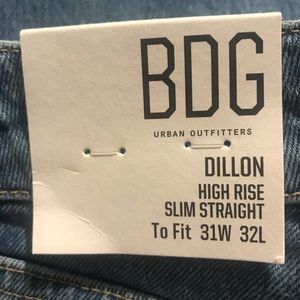 BDG
URBAN OUTFITTERS
DILLON
HIGH RISE
SLIM STRAIGHT
To Fit 31W 32L